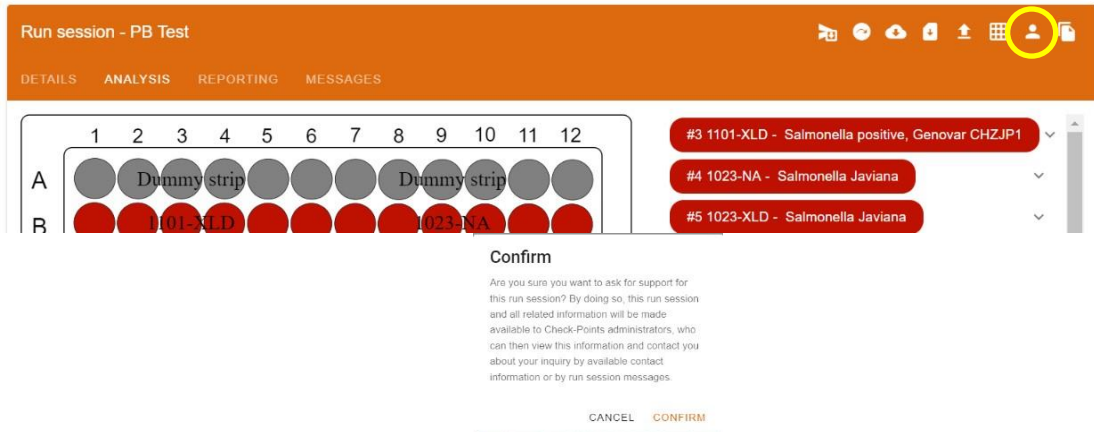 Run session - PB Test
DETAILS ANALYSIS REPORTING MESSAGES
1 2 3 4 5 6 7 8 9 10 11 12
A Dummy strip Dummy strip
B 1101-XLD 1023-NA
#3 1101-XLD - Salmonella positive, Genovar CHZJP1
#4 1023-NA - Salmonella Javiana
#5 1023-XLD - Salmonella Javiana
Confirm
Are you sure you want to ask for support for
this run session? By doing so, this run session
and all related information will be made
available to Check-Points administrators, who
can then view this information and contact you
about your inquiry by available contact
information or by run session messages.
CANCEL CONFIRM